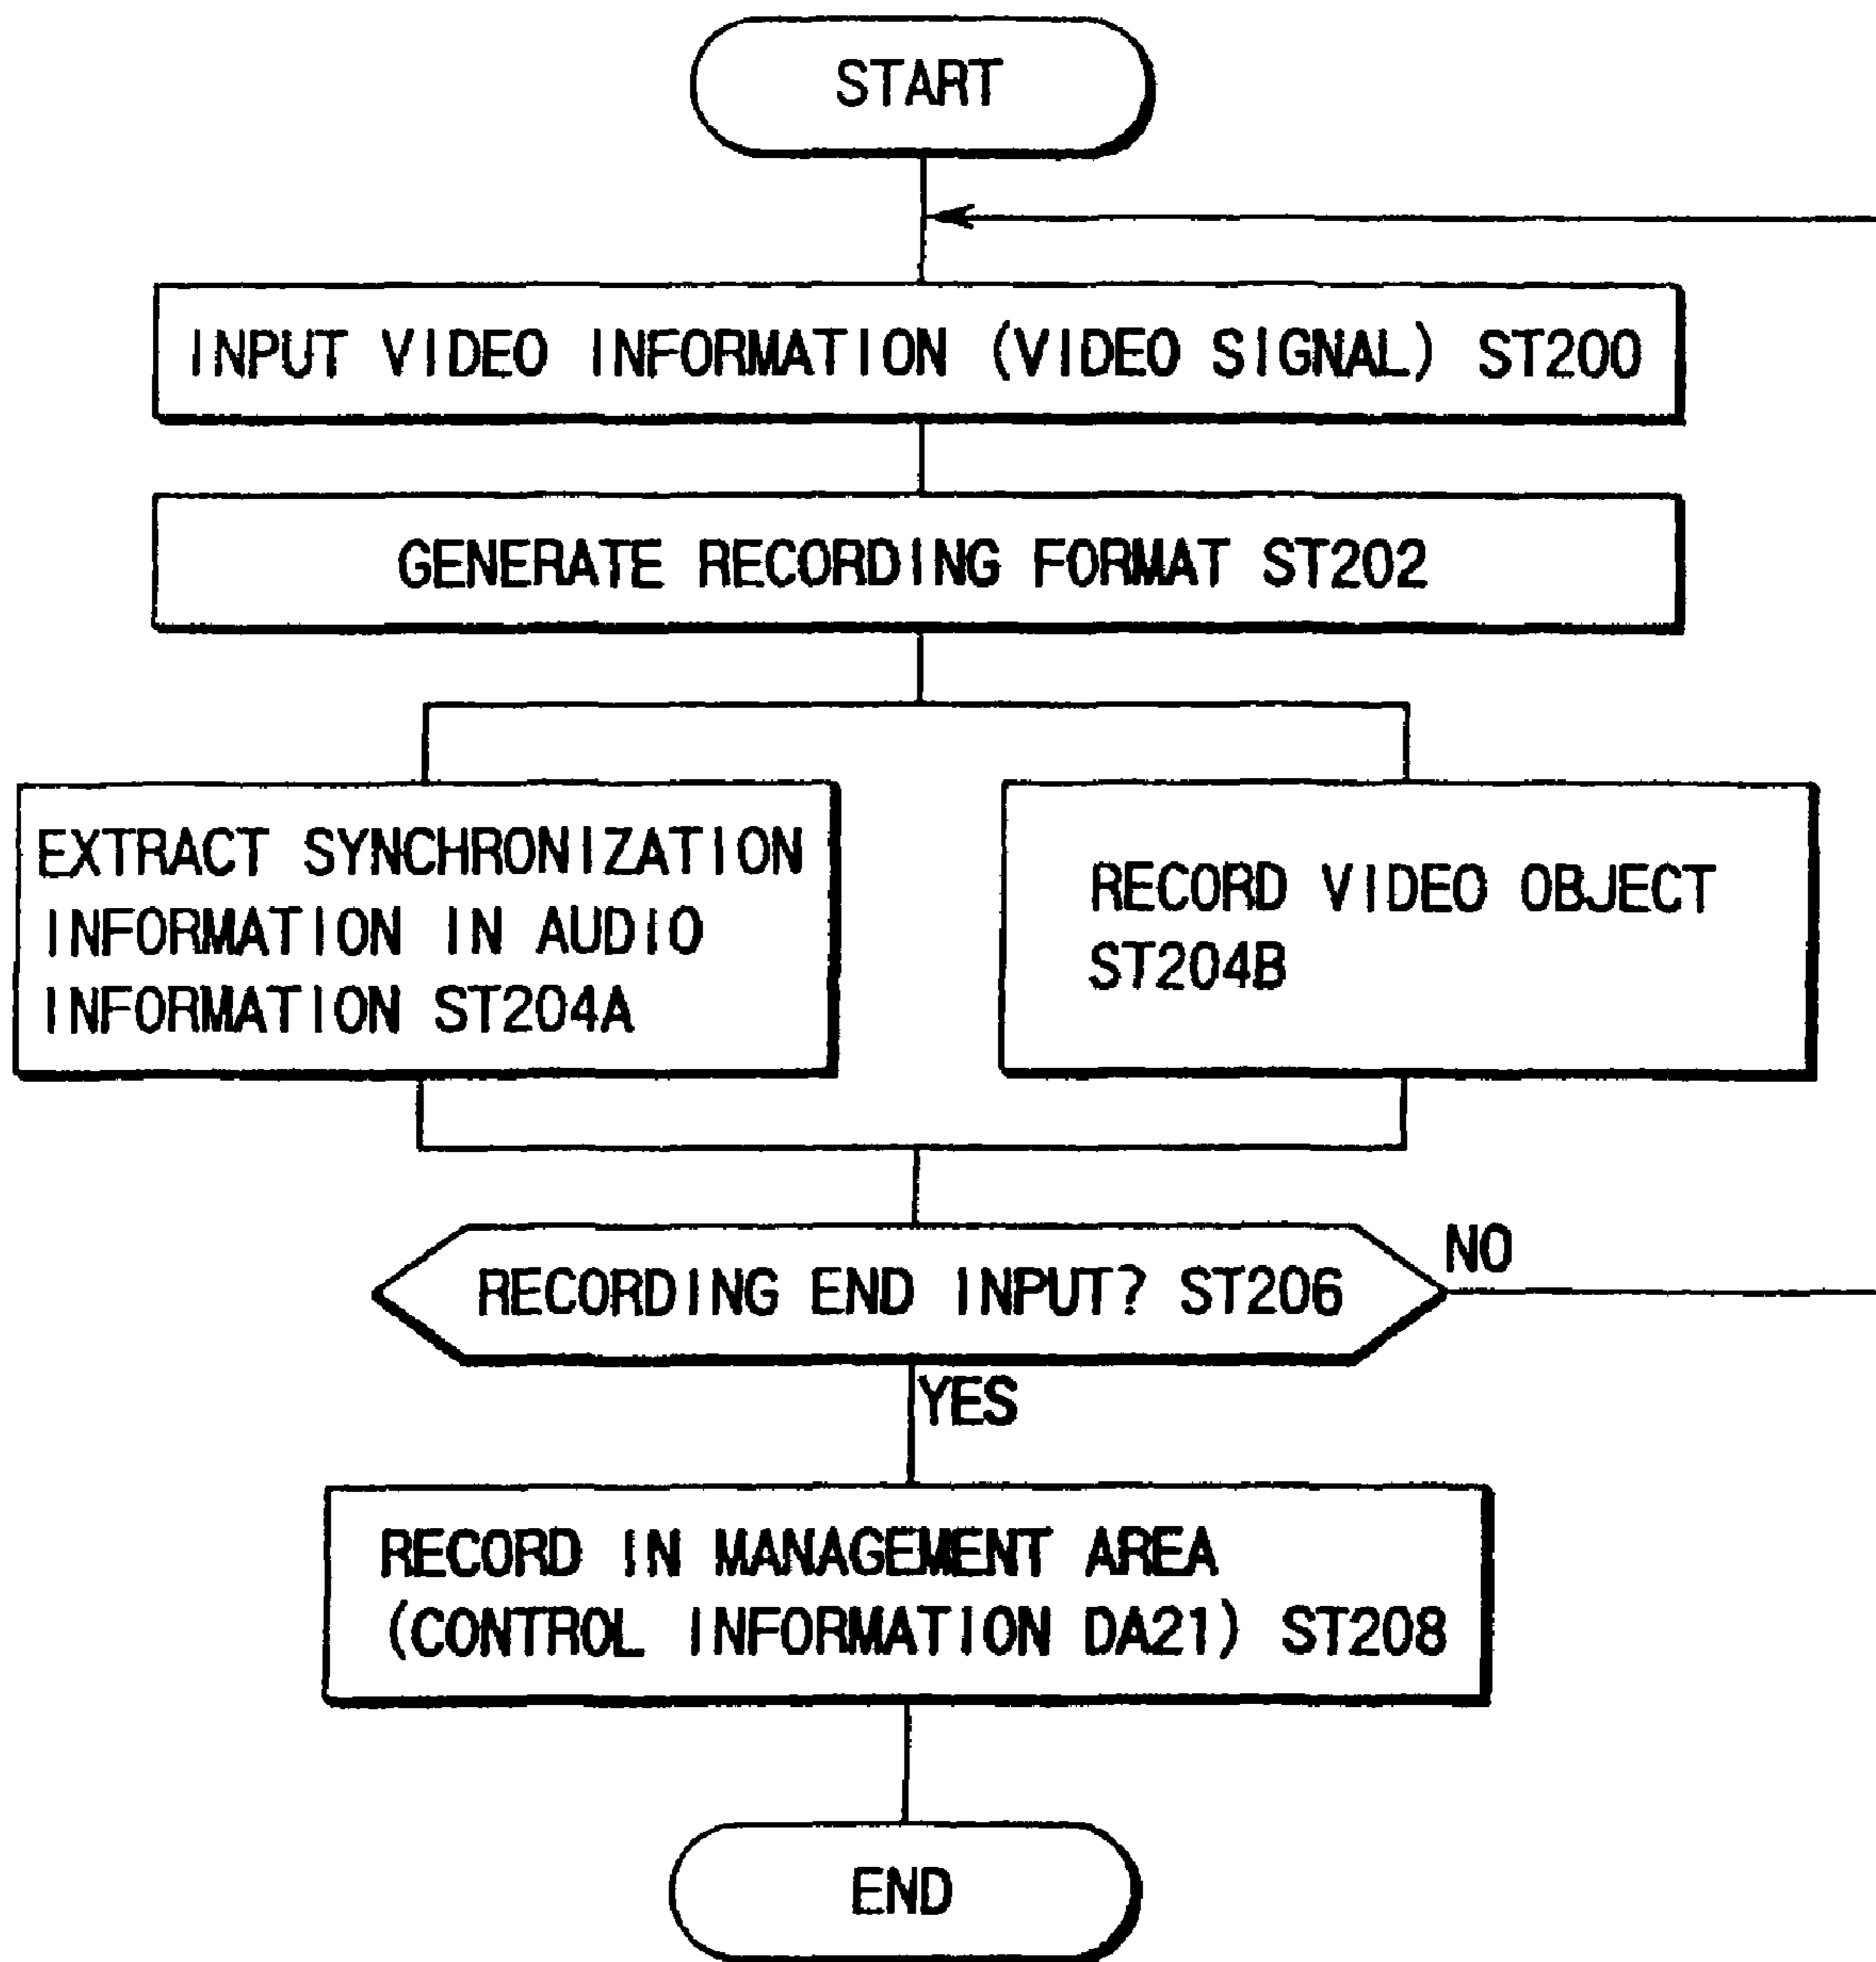 START
INPUT VIDEO INFORMATION (VIDEO SIGNAL) ST200
GENERATE RECORDING FORMAT ST202
EXTRACT SYNCHRONIZATION
INFORMATION IN AUDIO
INFORMATION ST204A
RECORD VIDEO OBJECT
ST204B
RECORDING END INPUT? ST206
NO
YES
RECORD IN MANAGEMENT AREA
(CONTROL INFORMATION DA21) ST208
END